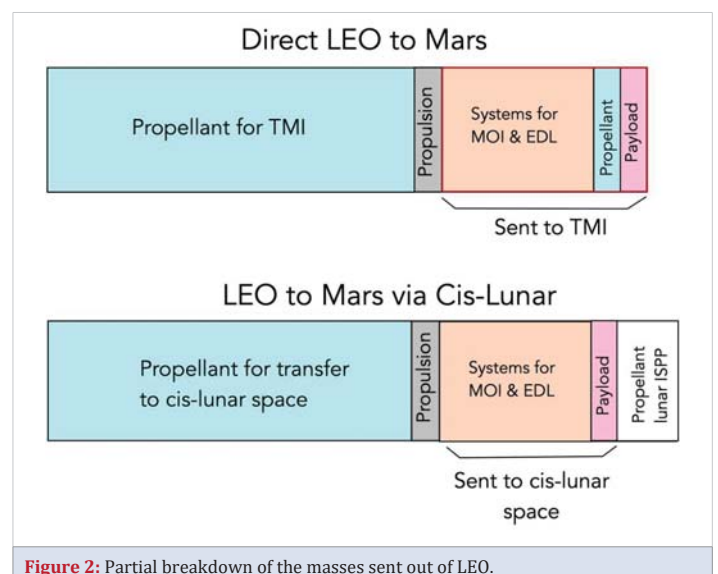 Direct LEO to Mars
Propellant for TMI
Propulsion
Systems for
MOI & EDL
Propellant
Payload
Sent to TMI
LEO to Mars via Cis-Lunar
Propellant for transfer
to cis-lunar space
Propulsion
Systems for
MOI & EDL
Payload
Propellant
lunar ISPP
Sent to cis-lunar
space
Figure 2: Partial breakdown of the masses sent out of LEO.